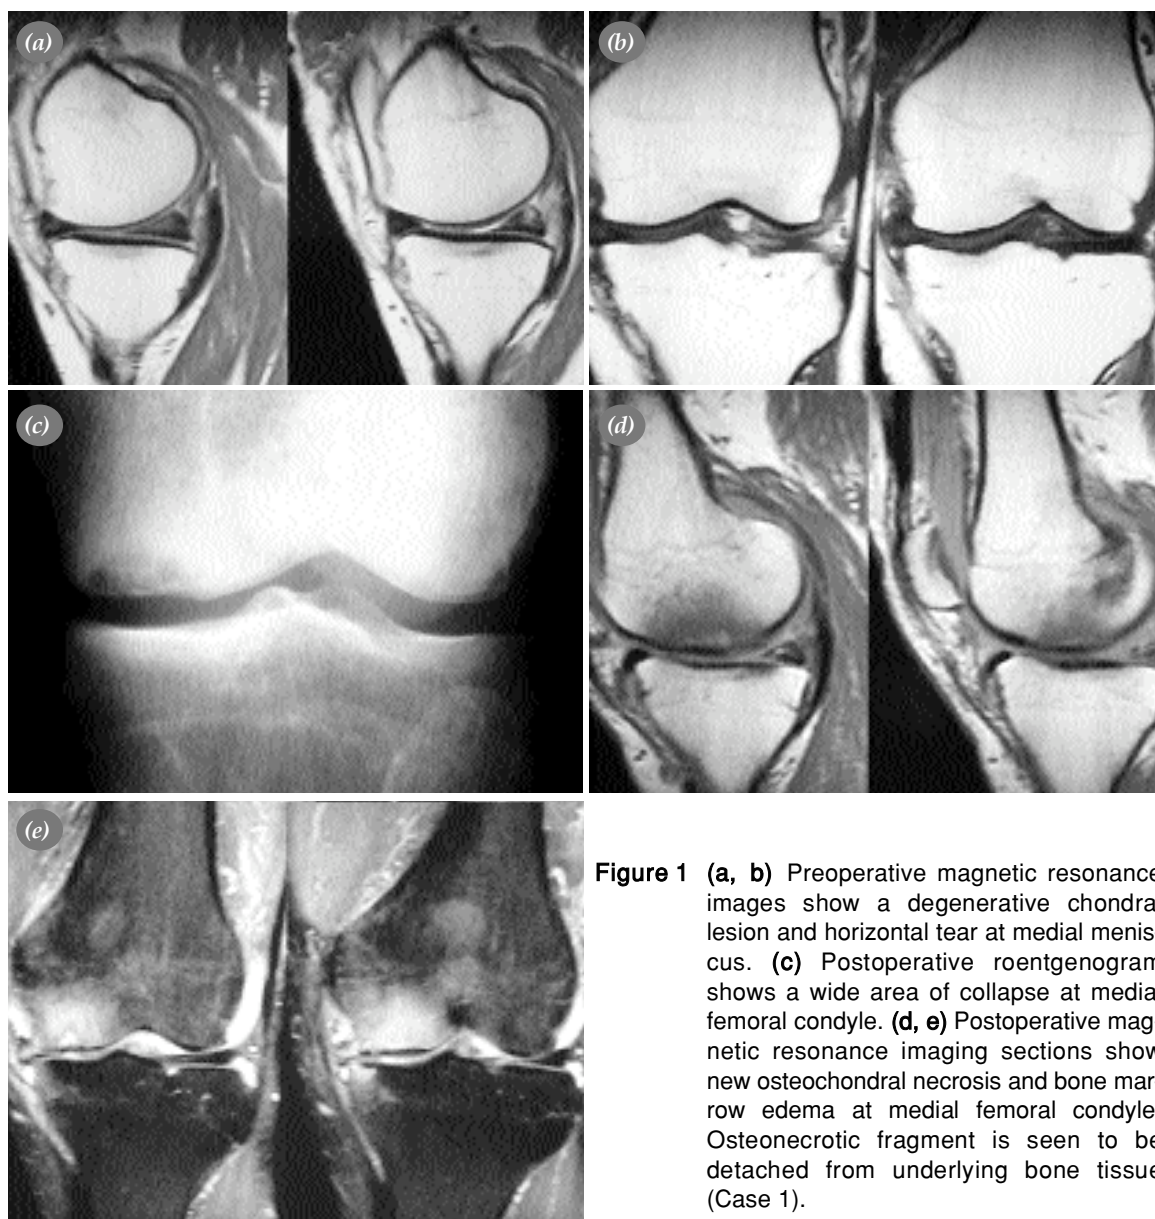 (a)
(b)
(c)
(d)
(e)
Figure 1 (a, b) Preoperative magnetic resonance
images show a degenerative chondra
lesion and horizontal tear at medial menis
cus. (c) Postoperative roentgenogram
shows a wide area of collapse at media
femoral condyle. (d, e) Postoperative mag
netic resonance imaging sections show
new osteochondral necrosis and bone mar
row edema at medial femoral condyle
Osteonecrotic fragment is seen to be
detached from underlying bone tissue
(Case 1).